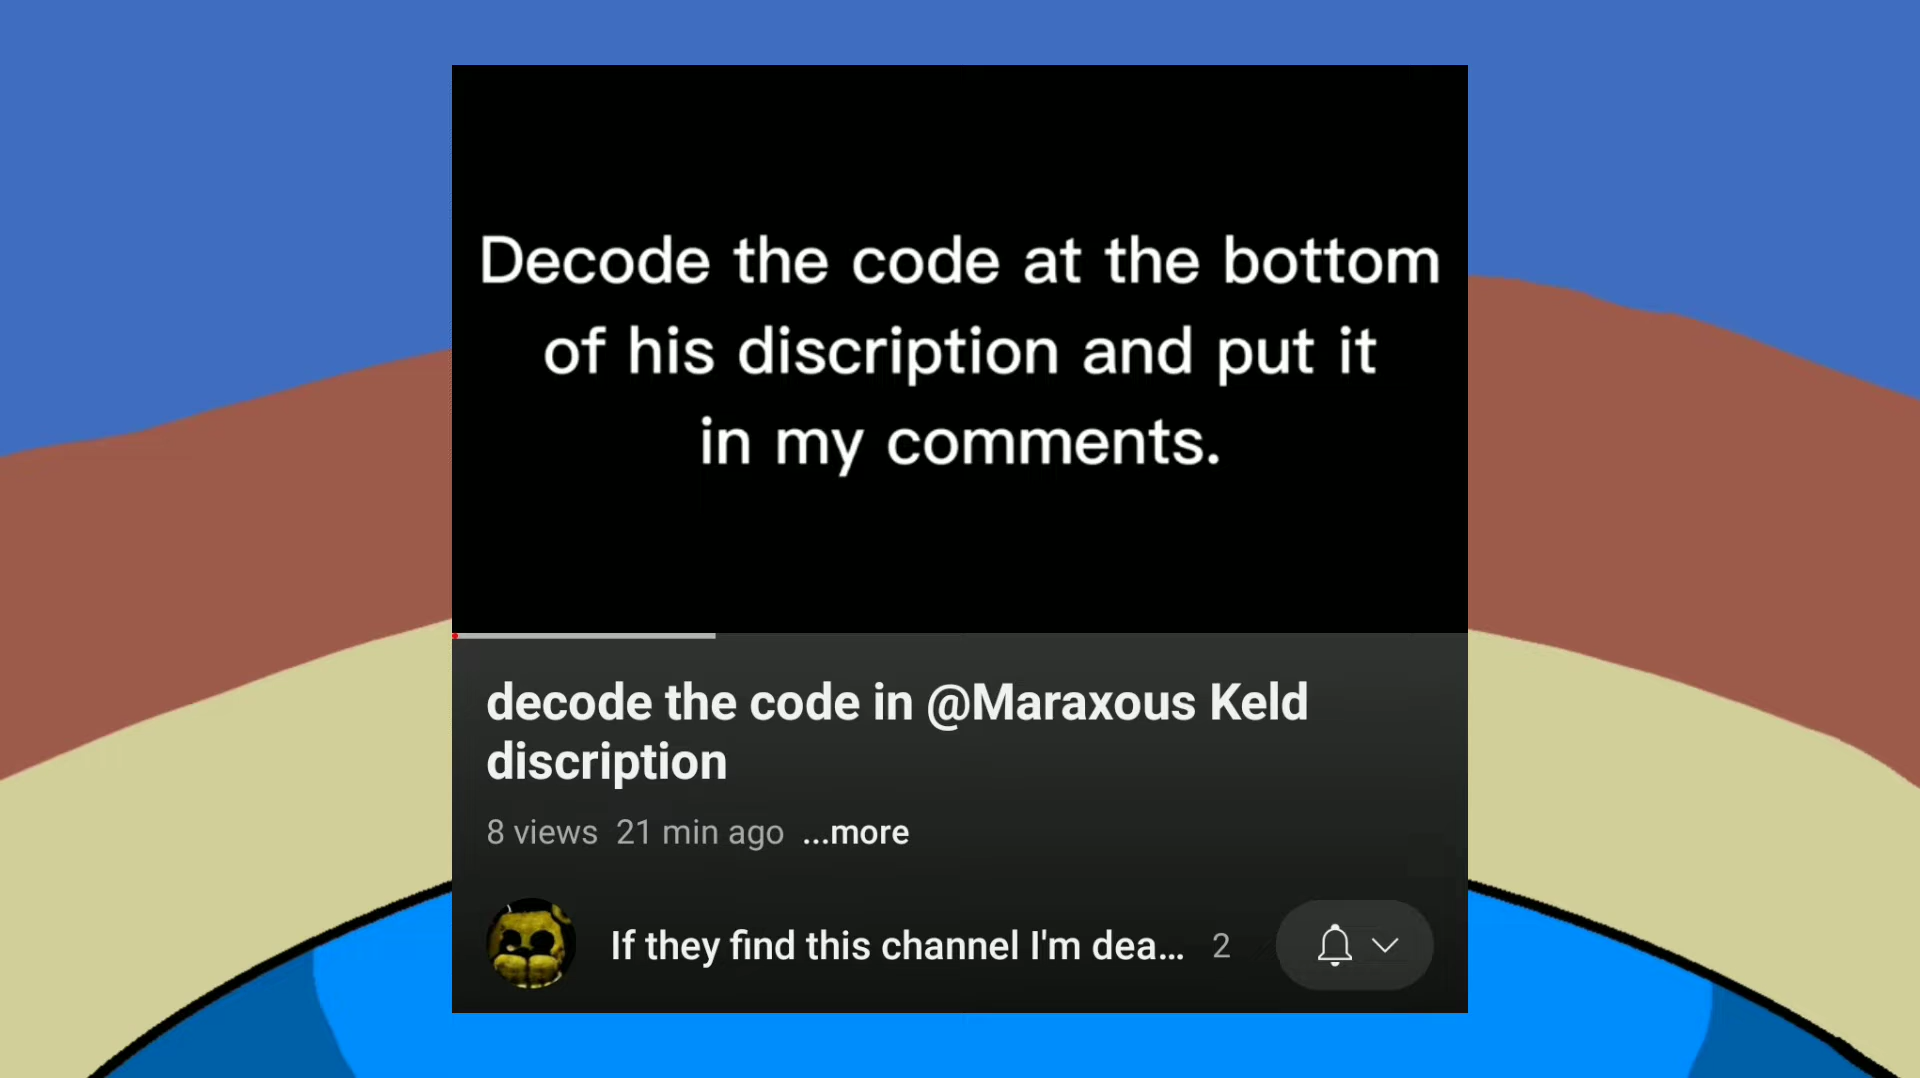 Decode the code at the bottom
of his discription and put it
in my comments.
decode the code in @Maraxous Keld
discription
8 views 21 min ago ...more
If they find this channel I'm dea... 2